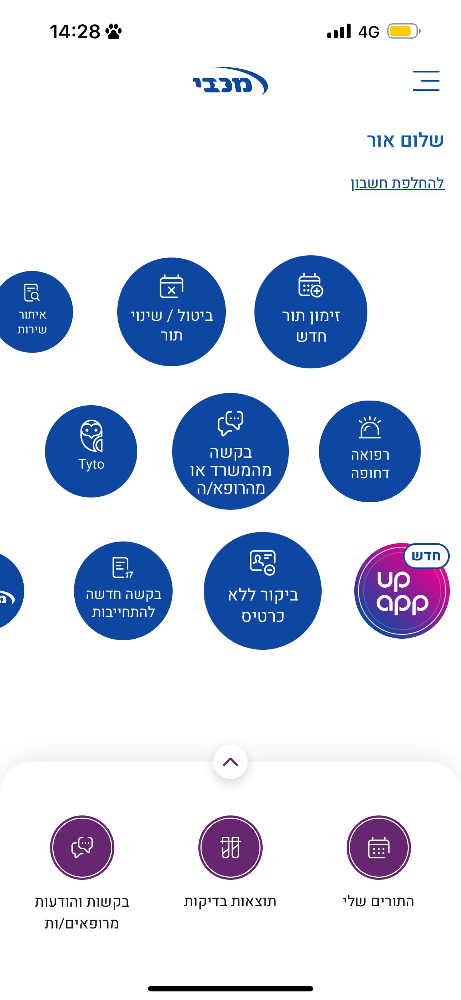 14:28
4G
מכבי
שלום אור
להחלפת חשבון
זימון תור
חדש
ביטול / שינוי
תור
איתור
שירות
רפואה
דחופה
בקשה
מהמשרד או
מהרופא/ה
Tyto
חדש
up
app
ביקור ללא
כרטיס
17
בקשה חדשה
להתחייבות
התורים שלי
תוצאות בדיקות
בקשות והודעות
מרופאים/ות